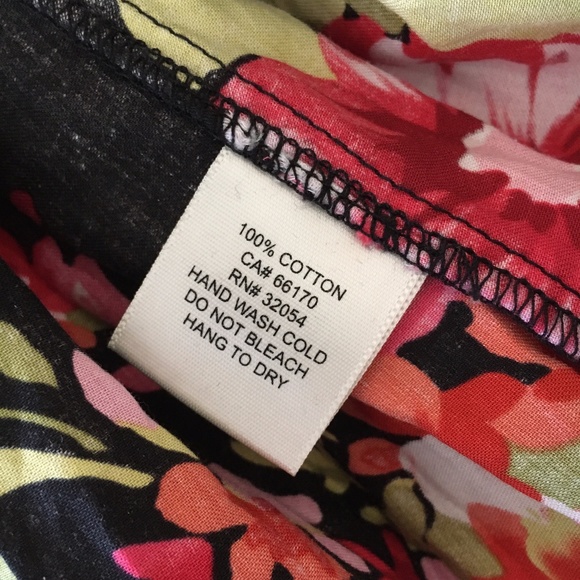 100% COTTON
CA# 66170
RN# 32054
HAND WASH COLD
DO NOT BLEACH
HANG TO DRY